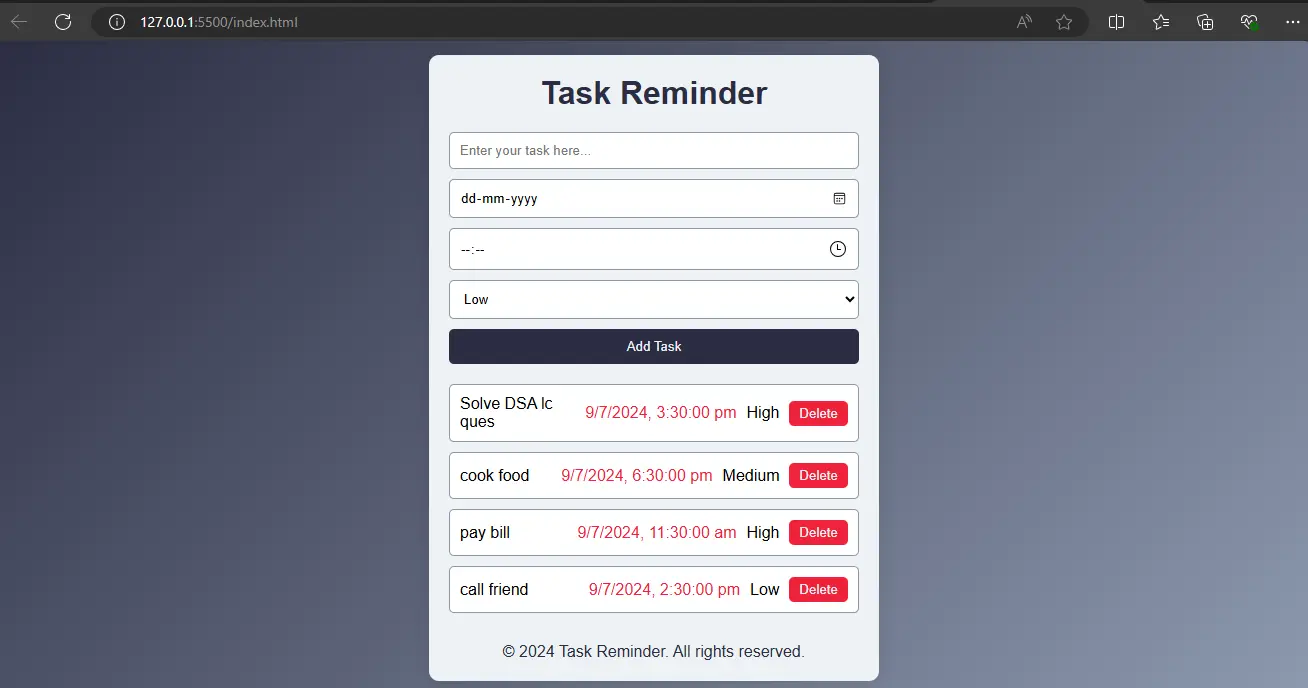 127.0.0.1:5500/index.html
Task Reminder
Enter your task here...
dd-mm-yyyy
--:--
Low
Add Task
Solve DSA lc
ques
9/7/2024, 3:30:00 pm High Delete
cook food 9/7/2024, 6:30:00 pm Medium Delete
pay bill 9/7/2024, 11:30:00 am High Delete
call friend 9/7/2024, 2:30:00 pm Low Delete
© 2024 Task Reminder. All rights reserved.